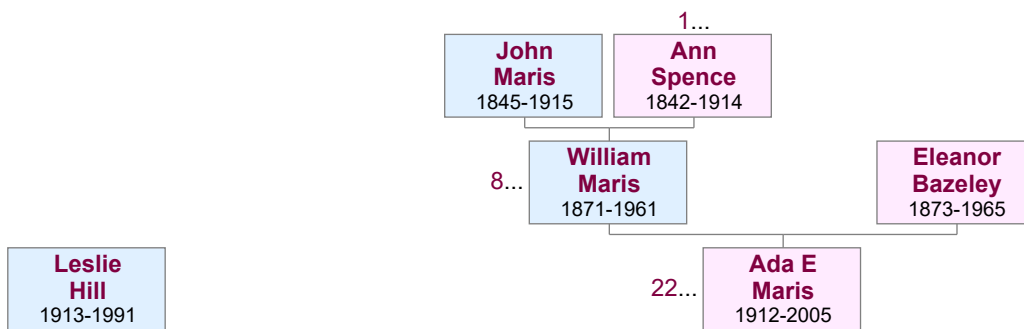 1...
John
Maris
1845-1915
Ann
Spence
1842-1914
8...
William
Maris
1871-1961
Eleanor
Bazeley
1873-1965
Leslie
Hill
1913-1991
22...
Ada E
Maris
1912-2005